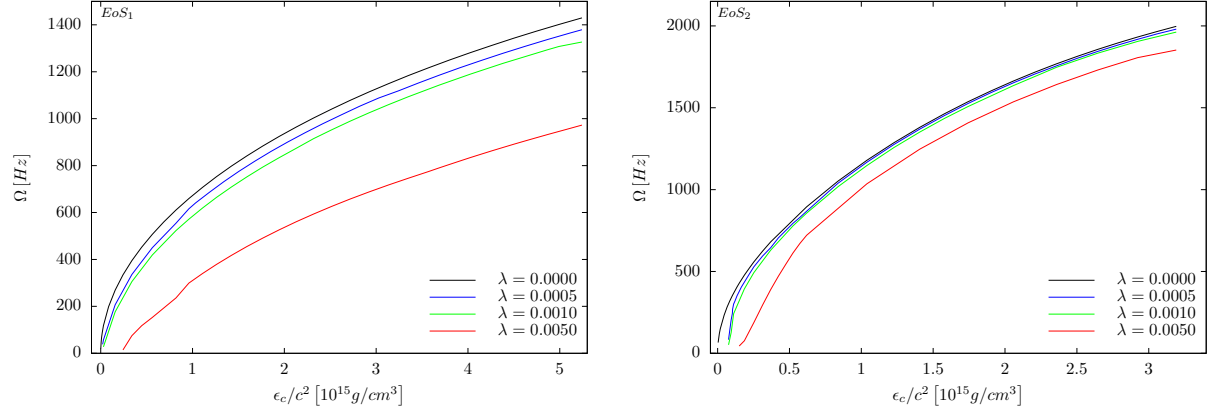 EoS₁
Ω [Hz]
1400
1200
1000
800
600
400
200
0
λ = 0.0000
λ = 0.0005
λ = 0.0010
λ = 0.0050
0 1 2 3 4 5
ϵc/c² [10¹⁵g/cm³]
EoS₂
Ω [Hz]
2000
1500
1000
500
0
λ = 0.0000
λ = 0.0005
λ = 0.0010
λ = 0.0050
0 0.5 1 1.5 2 2.5 3
ϵc/c² [10¹⁵g/cm³]